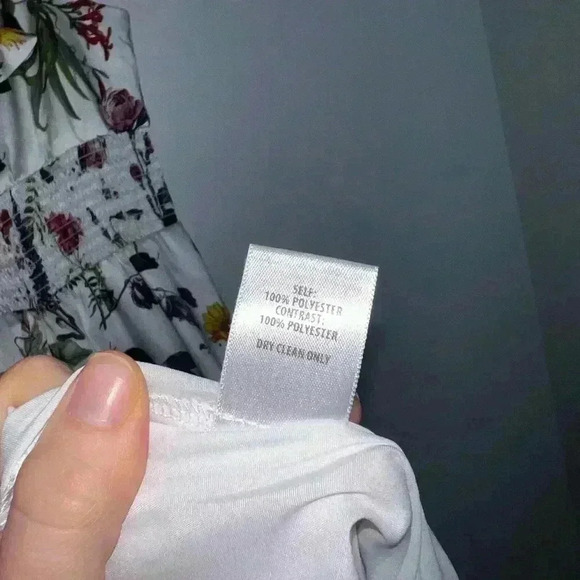 SELF:
100% POLYESTER
CONTRAST:
100% POLYESTER
DRY CLEAN ONLY